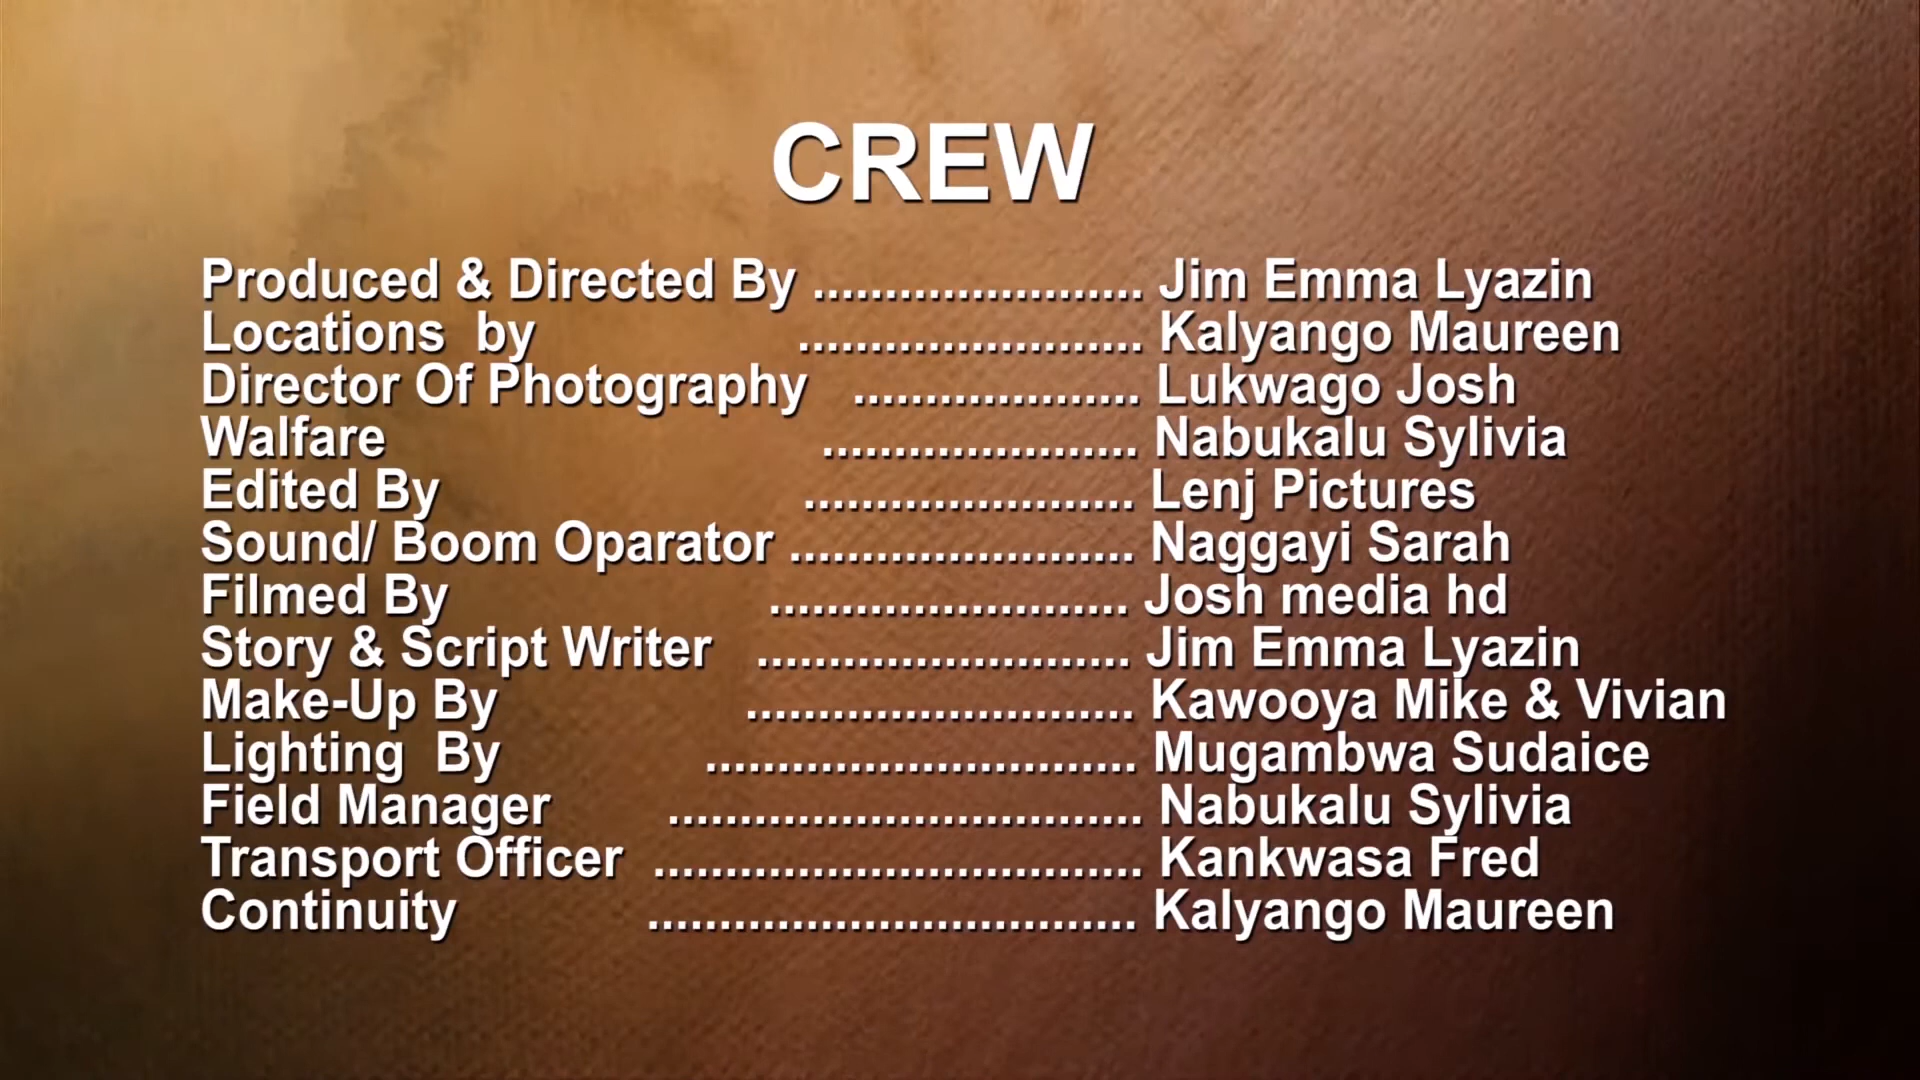 CREW
Produced & Directed By ....................... Jim Emma Lyazin
Locations  by ........................ Kalyango Maureen
Director Of Photography .................... Lukwago Josh
Walfare ...................... Nabukalu Sylivia
Edited By ....................... Lenj Pictures
Sound/ Boom Oparator ........................ Naggayi Sarah
Filmed By ......................... Josh media hd
Story & Script Writer .......................... Jim Emma Lyazin
Make-Up By ........................... Kawooya Mike & Vivian
Lighting  By .............................. Mugambwa Sudaice
Field Manager ................................. Nabukalu Sylivia
Transport Officer .................................. Kankwasa Fred
Continuity .................................. Kalyango Maureen